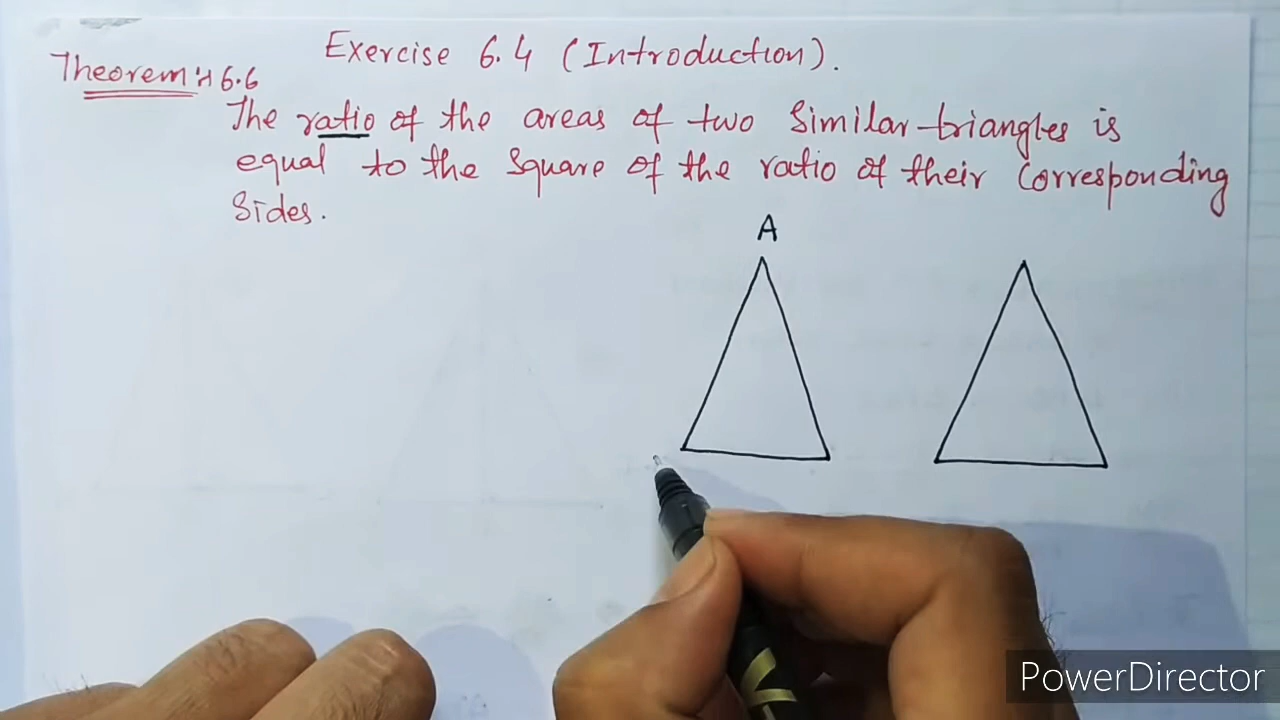 Exercise 6.4 (Introduction).
Theorem:- 6.6
The ratio of the areas of two Similar triangles is
equal to the square of the ratio of their corresponding
Sides.
A
PowerDirector